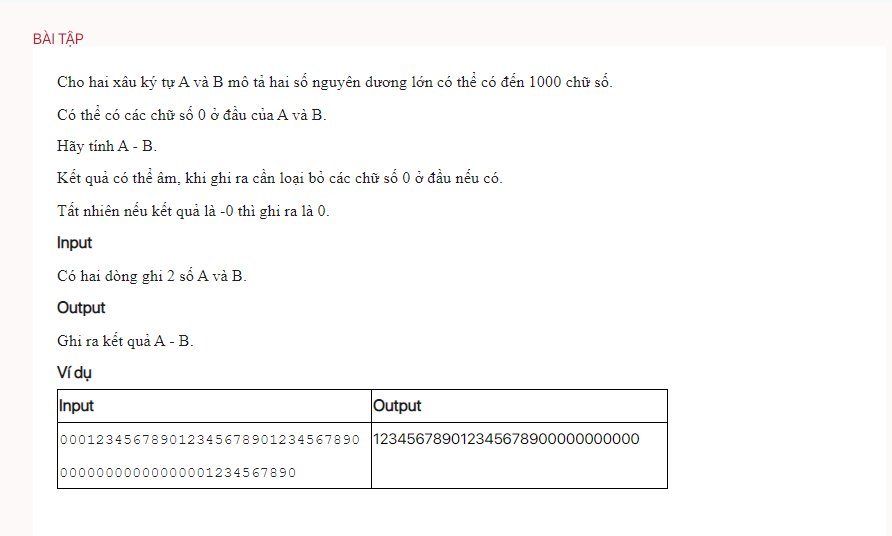 BÀI TẬP
Cho hai xâu ký tự A và B mô tả hai số nguyên dương lớn có thể có đến 1000 chữ số.
Có thể có các chữ số 0 ở đầu của A và B.
Hãy tính A - B.
Kết quả có thể âm, khi ghi ra cần loại bỏ các chữ số 0 ở đầu nếu có.
Tất nhiên nếu kết quả là -0 thì ghi ra là 0.
Input
Có hai dòng ghi 2 số A và B.
Output
Ghi ra kết quả A - B.
Ví dụ
Input Output
000123456789012345678901234567890 123456789012345678900000000000
00000000000000001234567890